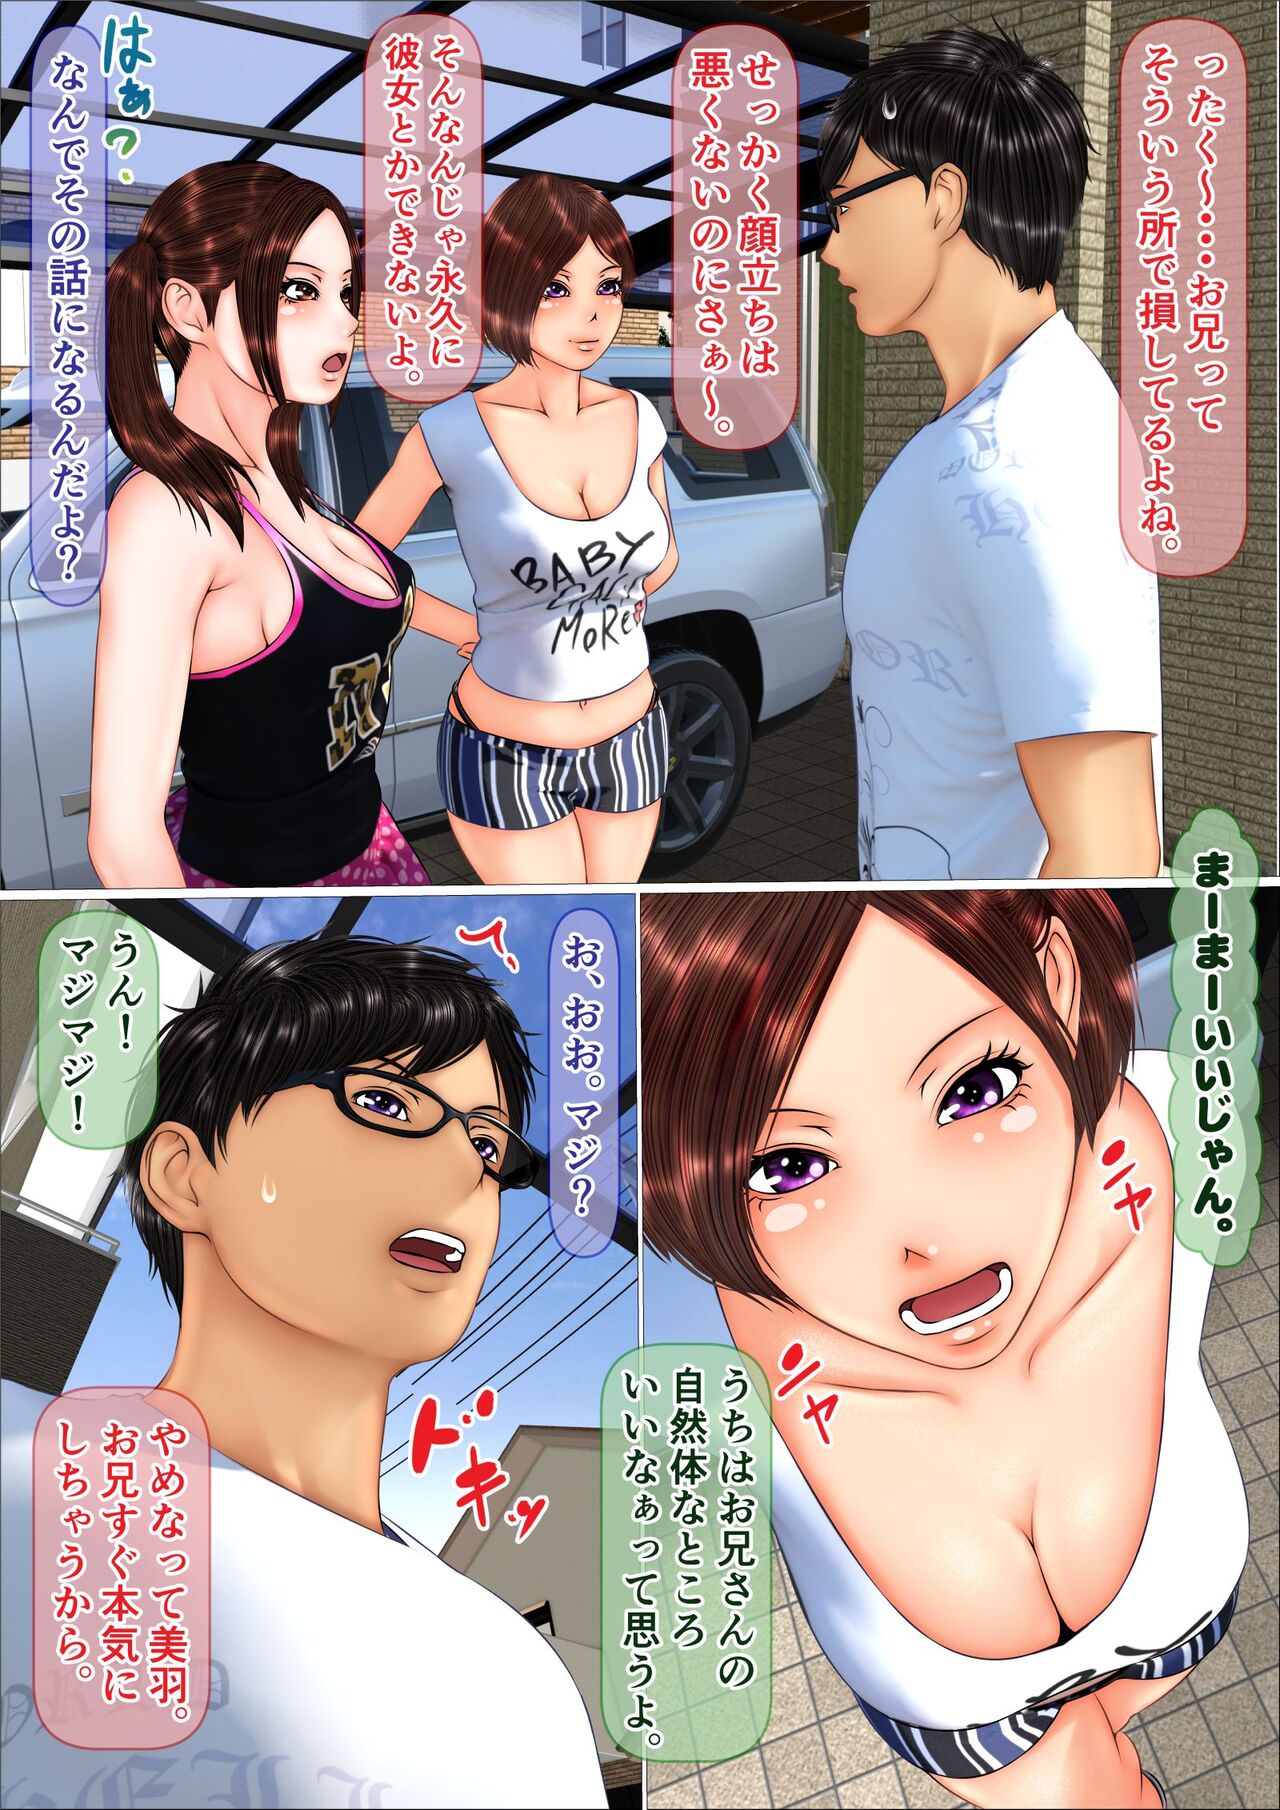 ったく～・・・お兄って
そういう所で損してるよね。
せっかく顔立ちは
悪くないのにさぁ～。
そんなんじゃ永久に
彼女とかできないよ。
はぁ？
なんでその話になるんだよ？
BABY
MORE
まーまーいいじゃん。
ニャ
ニャ
うちはお兄さんの
自然体なところ
いいなぁって思うよ。
お、おお。マジ？
うん！
マジマジ！
ドキッ
やめなって美羽。
お兄すぐ本気に
しちゃうから。